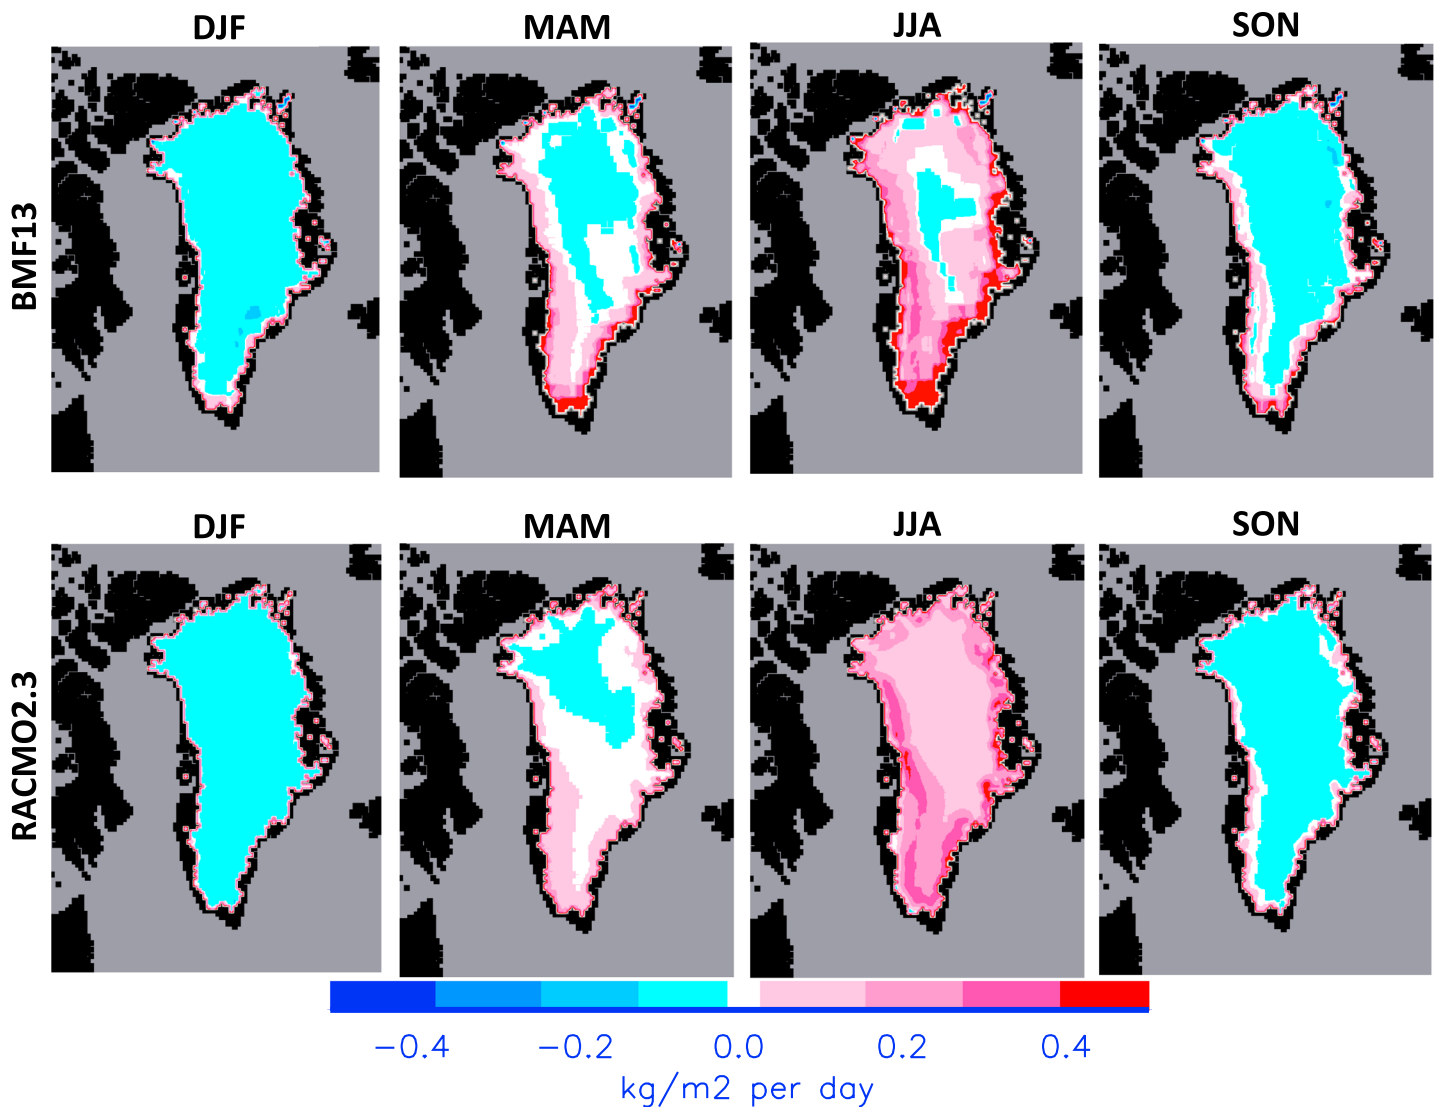 DJF MAM JJA SON
BMF13
DJF MAM JJA SON
RACMO2.3
−0.4 −0.2 0.0 0.2 0.4
kg/m2 per day